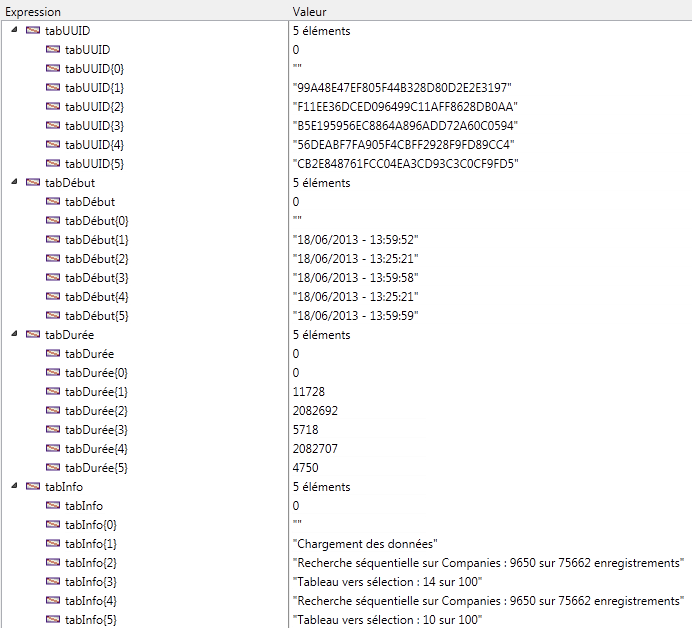 Expression Valeur
tabUUID 5 éléments
tabUUID 0
tabUUID{0} ""
tabUUID{1} "99A48E47EF805F44B328D80D2E2E3197"
tabUUID{2} "F11EE36DCED096499C11AFF8628DB0AA"
tabUUID{3} "B5E195956EC8864A896ADD72A60C0594"
tabUUID{4} "56DEABF7FA905F4CBFF2928F9FD89CC4"
tabUUID{5} "CB2E848761FCC04EA3CD93C3C0CF9FD5"
tabDébut 5 éléments
tabDébut 0
tabDébut{0} ""
tabDébut{1} "18/06/2013 - 13:59:52"
tabDébut{2} "18/06/2013 - 13:25:21"
tabDébut{3} "18/06/2013 - 13:59:58"
tabDébut{4} "18/06/2013 - 13:25:21"
tabDébut{5} "18/06/2013 - 13:59:59"
tabDurée 5 éléments
tabDurée 0
tabDurée{0} 0
tabDurée{1} 11728
tabDurée{2} 2082692
tabDurée{3} 5718
tabDurée{4} 2082707
tabDurée{5} 4750
tabInfo 5 éléments
tabInfo 0
tabInfo{0} ""
tabInfo{1} "Chargement des données"
tabInfo{2} "Recherche séquentielle sur Companies : 9650 sur 75662 enregistrements"
tabInfo{3} "Tableau vers sélection : 14 sur 100"
tabInfo{4} "Recherche séquentielle sur Companies : 9650 sur 75662 enregistrements"
tabInfo{5} "Tableau vers sélection : 10 sur 100"